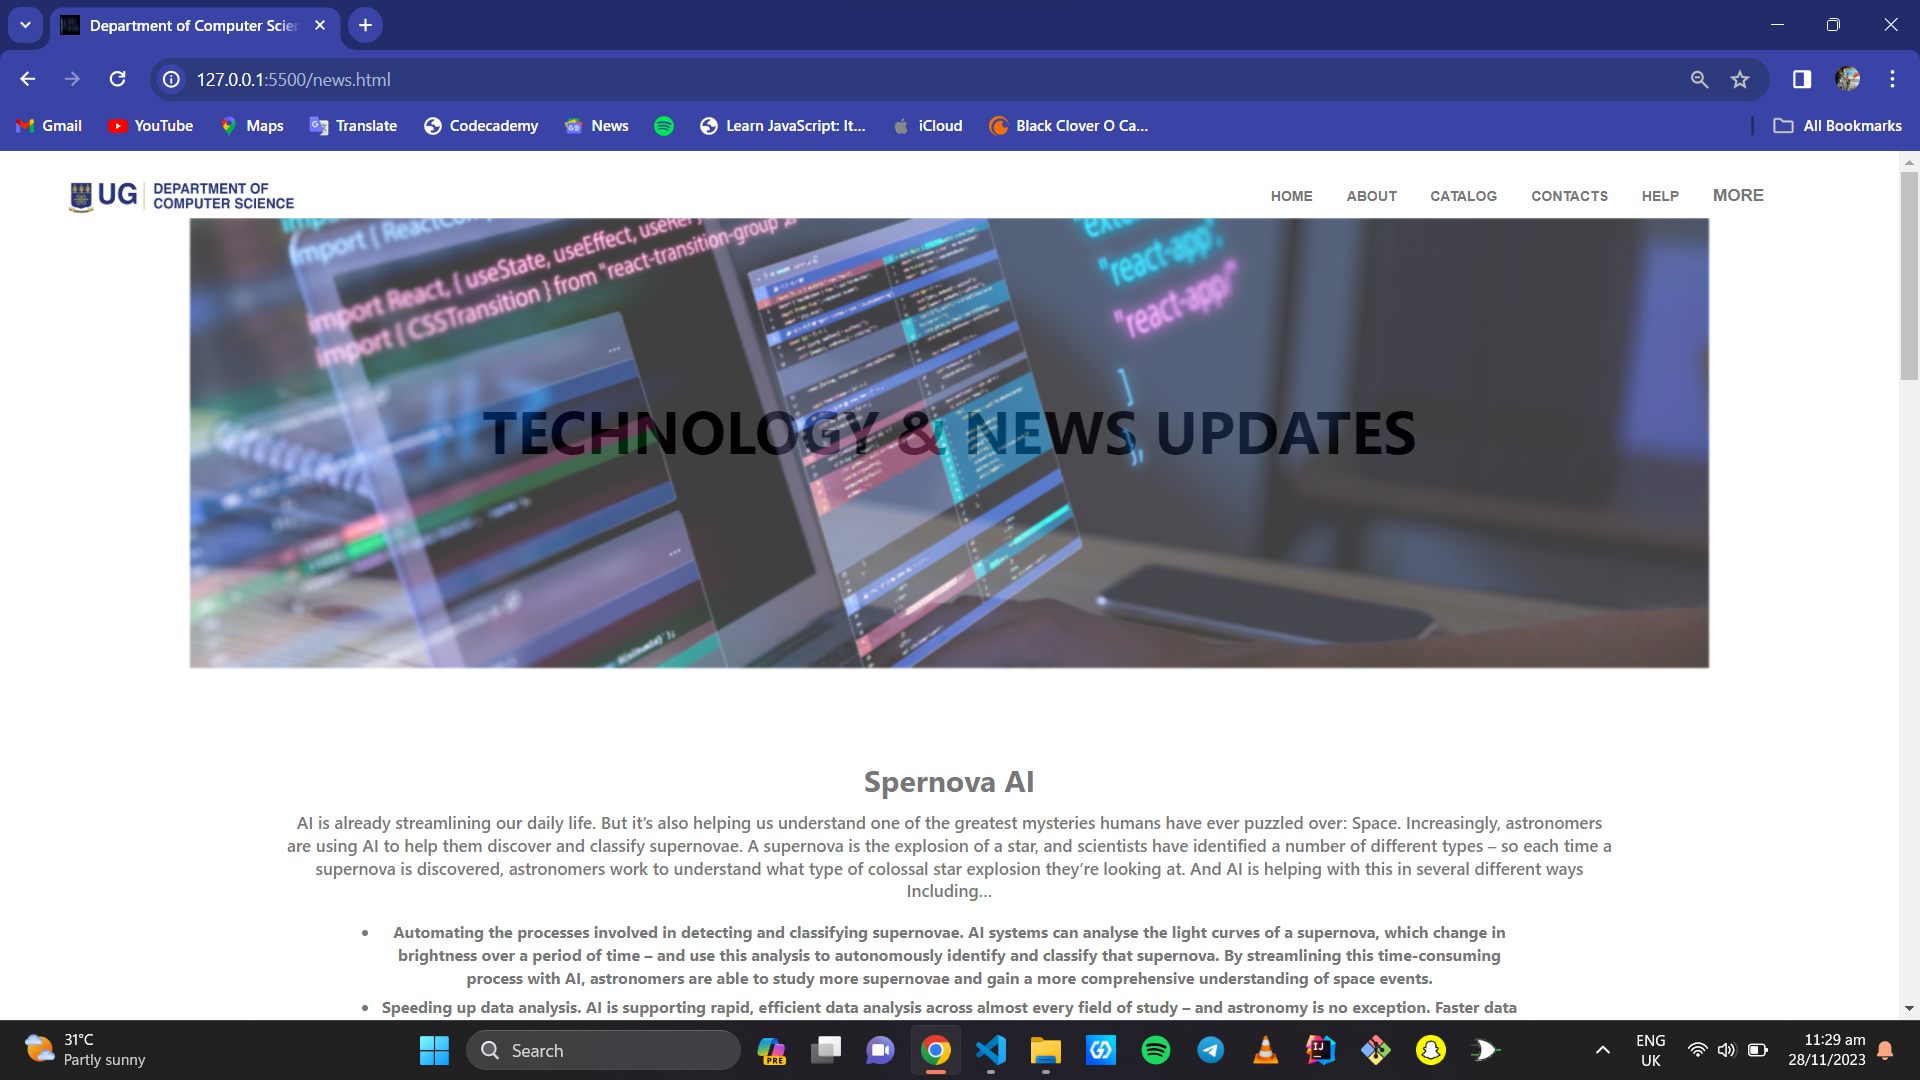 Department of Computer Scien
127.0.0.1:5500/news.html
Gmail
YouTube
Maps
Translate
Codecademy
News
Learn JavaScript: It...
iCloud
Black Clover O Ca...
All Bookmarks
UG
DEPARTMENT OF
COMPUTER SCIENCE
HOME
ABOUT
CATALOG
CONTACTS
HELP
MORE
import { ReactCo
import React, { useState, useEffect, useRef }
import { CSSTransition } from "react-transition-group";
"react-app",
"react-app/
TECHNOLOGY & NEWS UPDATES
Spernova AI
AI is already streamlining our daily life. But it’s also helping us understand one of the greatest mysteries humans have ever puzzled over: Space. Increasingly, astronomers
are using AI to help them discover and classify supernovae. A supernova is the explosion of a star, and scientists have identified a number of different types – so each time a
supernova is discovered, astronomers work to understand what type of colossal star explosion they’re looking at. And AI is helping with this in several different ways
Including...
• Automating the processes involved in detecting and classifying supernovae. AI systems can analyse the light curves of a supernova, which change in
brightness over a period of time – and use this analysis to autonomously identify and classify that supernova. By streamlining this time-consuming
process with AI, astronomers are able to study more supernovae and gain a more comprehensive understanding of space events.
• Speeding up data analysis. AI is supporting rapid, efficient data analysis across almost every field of study – and astronomy is no exception. Faster data
31°C
Partly sunny
Search
PRE
ENG
UK
11:29 am
28/11/2023